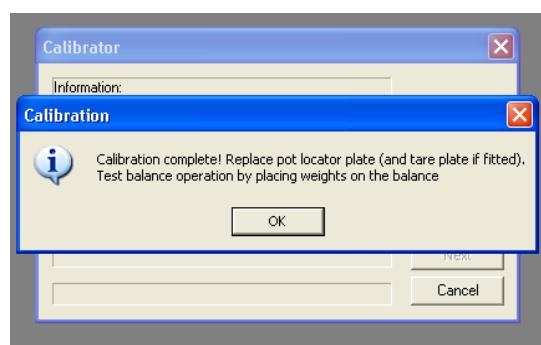 Calibrator
Information:
Calibration
Calibration complete! Replace pot locator plate (and tare plate if fitted).
Test balance operation by placing weights on the balance
OK
Next
Cancel